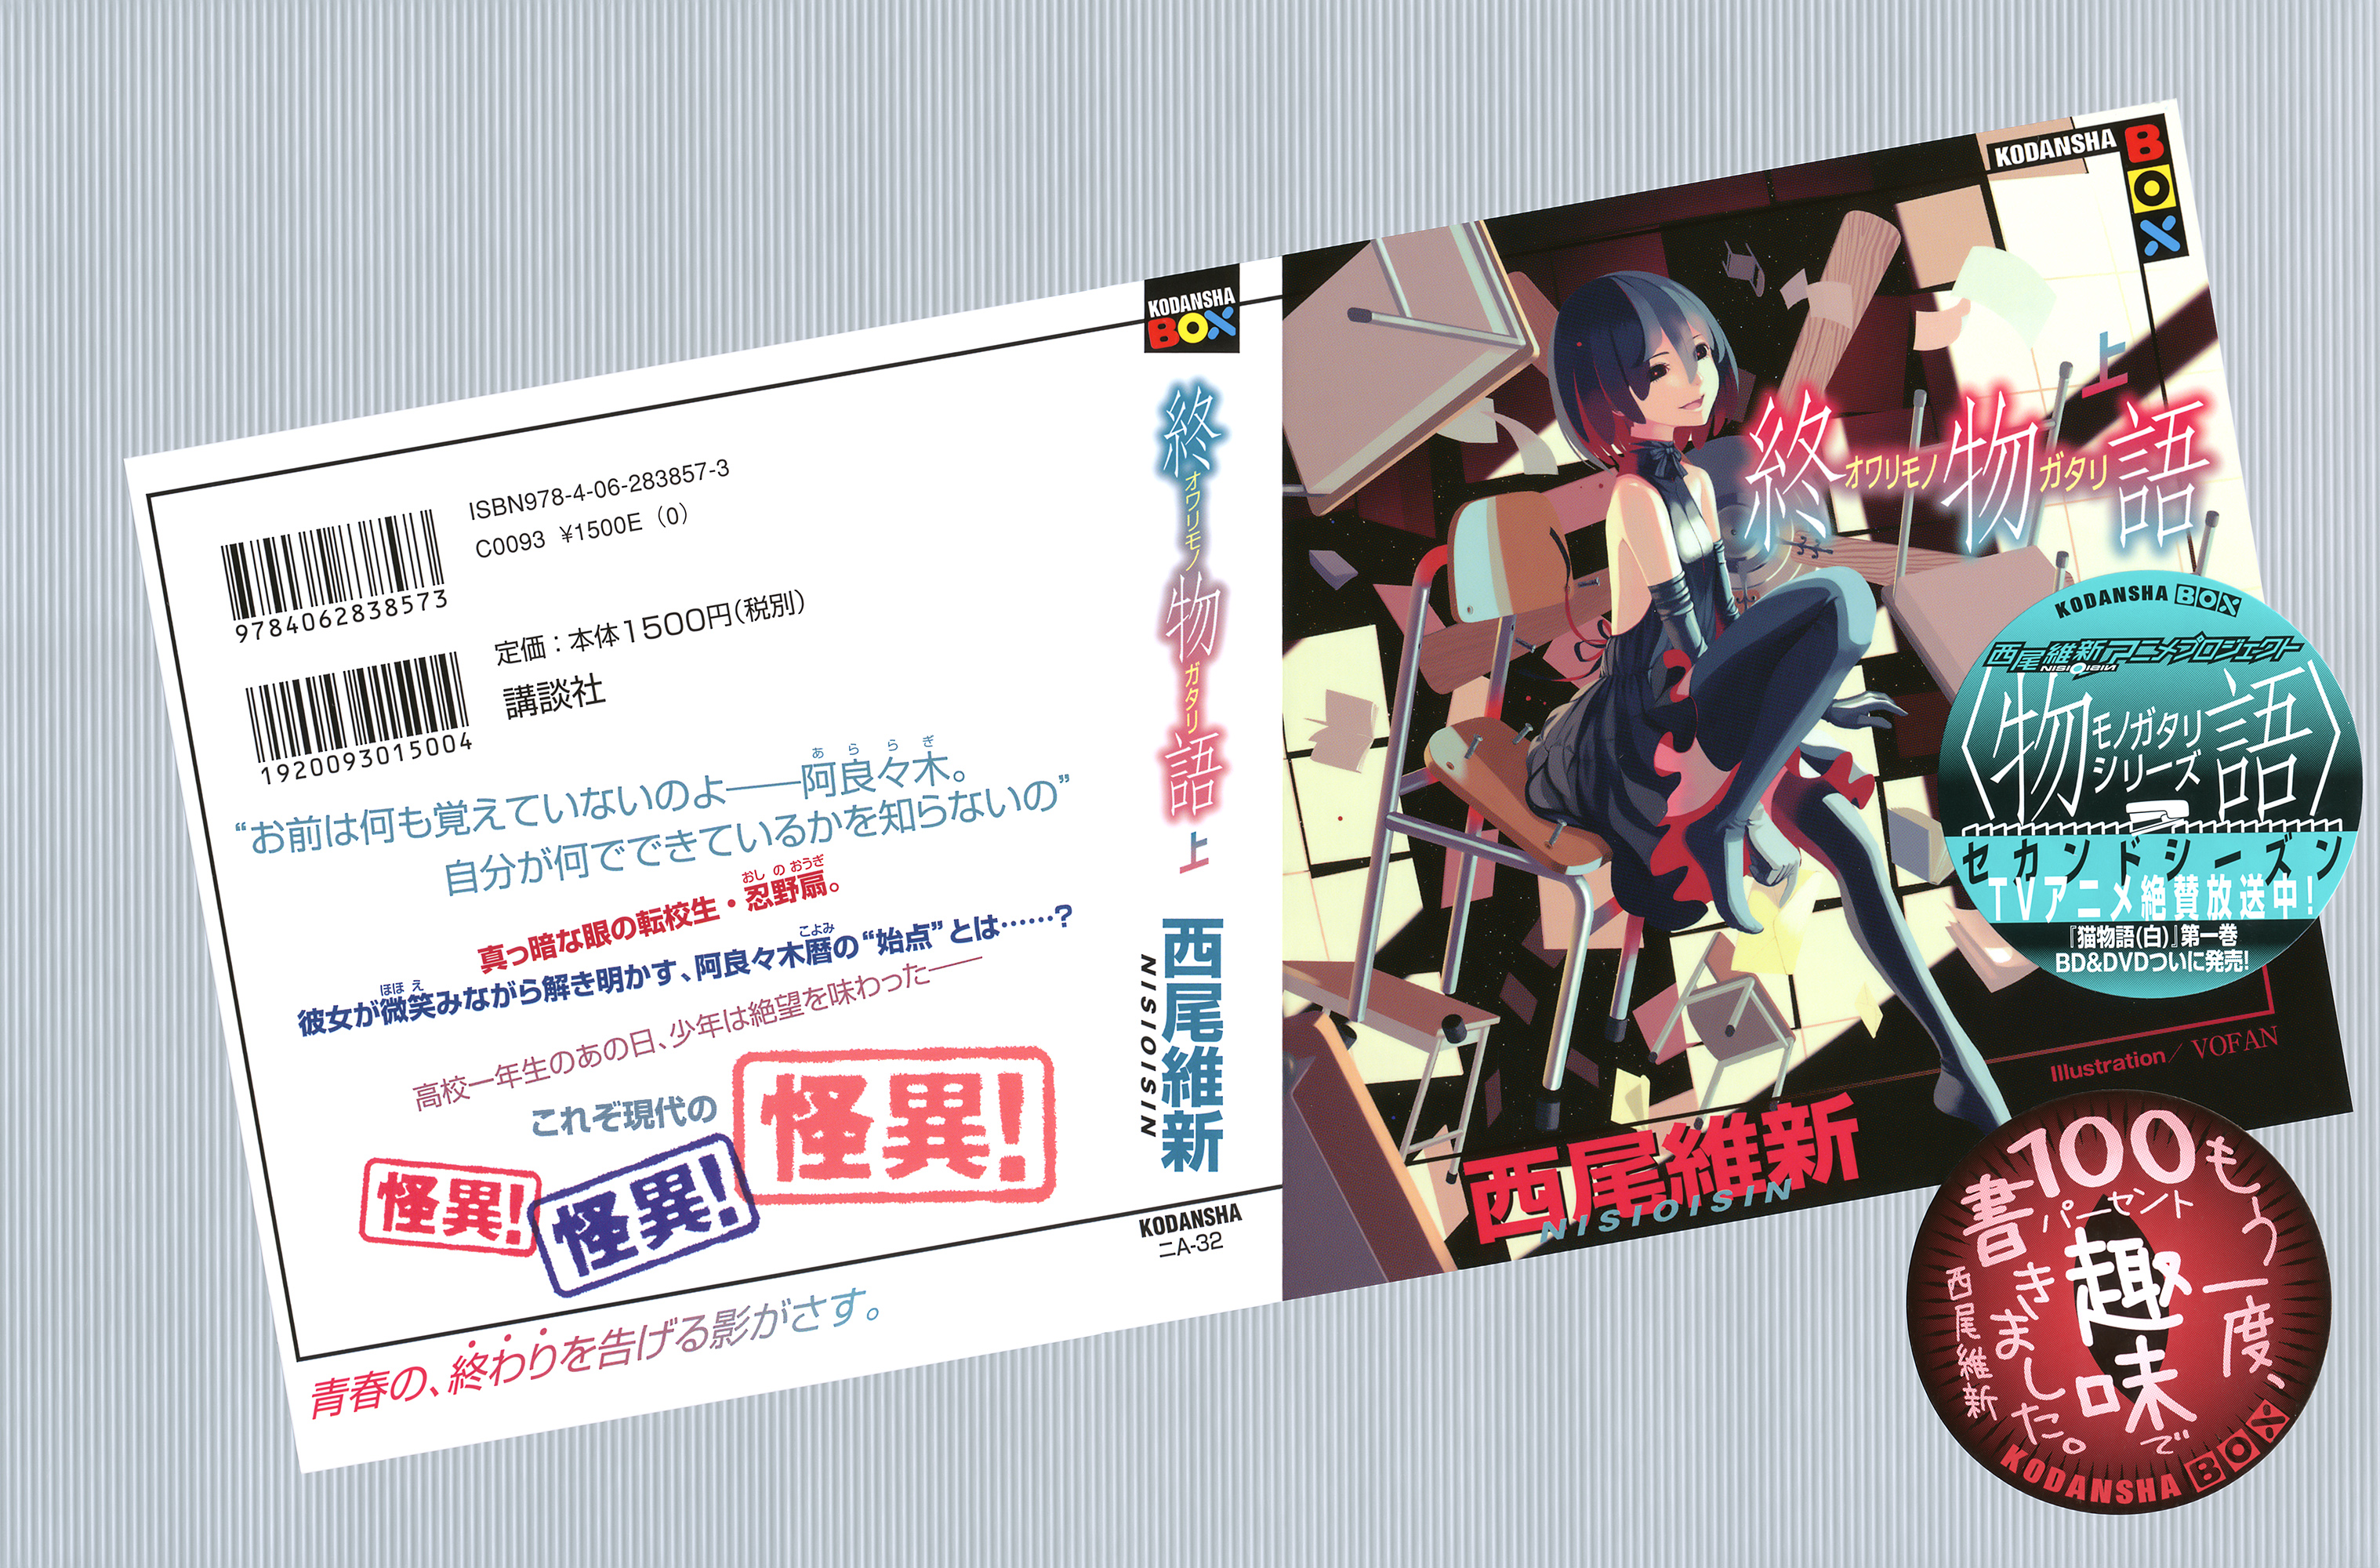 ISBN978-4-06-283857-3
C0093 ¥1500E (0)
9784062838573
定価：本体1500円(税別)
講談社
1920093015004
“お前は何も覚えていないのよ——阿良々木。
あららぎ
自分が何でできているかを知らないの”
真っ暗な眼の転校生・忍野扇。
おしのおうぎ
彼女が微笑みながら解き明かす、阿良々木暦の“始点”とは……?
ほほえ
こよみ
高校一年生のあの日、少年は絶望を味わった——
これぞ現代の
怪異!
怪異!
怪異!
青春の、終わりを告げる影がさす。
KODANSHA
BOX
終オワリモノ物ガタリ語 上
西尾維新
NISIOISIN
KODANSHA
ニA-32
KODANSHA
BOX
上
終オワリモノ物ガタリ語
西尾維新
NISIOISIN
Illustration／VOFAN
KODANSHA BOX
西尾維新アニメプロジェクト
NISIOISIN
〈物モノガタリシリーズ語〉
セカンドシーズン
TVアニメ絶賛放送中!
『猫物語(白)』第一巻
BD&DVDついに発売!
もう一度、
100パーセント
趣味で
書きました。
西尾維新
KODANSHA BOX